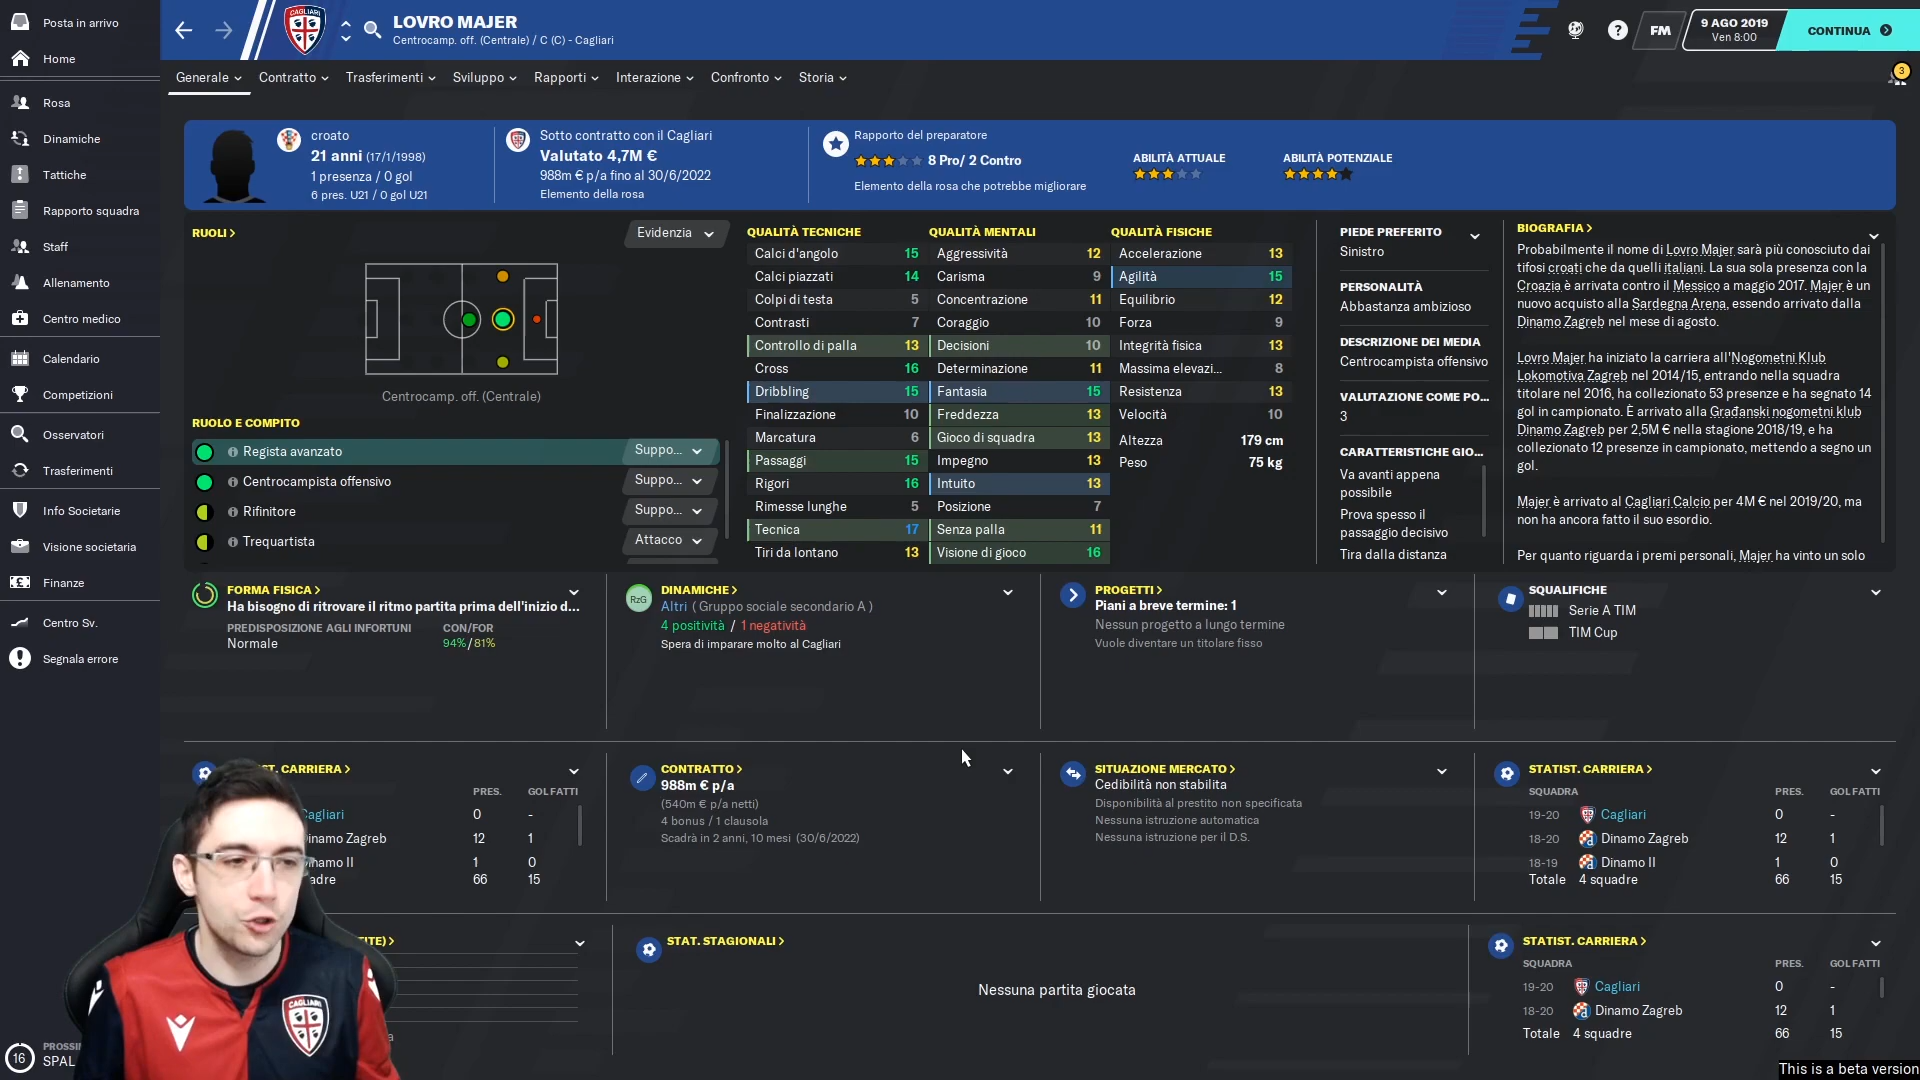 Posta in arrivo
Home
Rosa
Dinamiche
Tattiche
Rapporto squadra
Staff
Allenamento
Centro medico
Calendario
Competizioni
Osservatori
Trasferimenti
Info Societarie
Visione societaria
Finanze
Centro Sv.
Segnala errore
16
PROSSI
SPAL
LOVRO MAJER
Centrocamp. off. (Centrale) / C (C) - Cagliari
?
FM
9 AGO 2019
Ven 8:00
CONTINUA
3
Generale
Contratto
Trasferimenti
Sviluppo
Rapporti
Interazione
Confronto
Storia
croato
21 anni (17/1/1998)
1 presenza / 0 gol
6 pres. U21 / 0 gol U21
Sotto contratto con il Cagliari
Valutato 4,7M €
988m € p/a fino al 30/6/2022
Elemento della rosa
Rapporto del preparatore
8 Pro/ 2 Contro
Elemento della rosa che potrebbe migliorare
ABILITÀ ATTUALE
ABILITÀ POTENZIALE
RUOLI
Evidenzia
Centrocamp. off. (Centrale)
RUOLO E COMPITO
Regista avanzato Suppo...
Centrocampista offensivo Suppo...
Rifinitore Suppo...
Trequartista Attacco
QUALITÀ TECNICHE
Calci d'angolo 15
Calci piazzati 14
Colpi di testa 5
Contrasti 7
Controllo di palla 13
Cross 16
Dribbling 15
Finalizzazione 10
Marcatura 6
Passaggi 15
Rigori 16
Rimesse lunghe 5
Tecnica 17
Tiri da lontano 13
QUALITÀ MENTALI
Aggressività 12
Carisma 9
Concentrazione 11
Coraggio 10
Decisioni 10
Determinazione 11
Fantasia 15
Freddezza 13
Gioco di squadra 13
Impegno 13
Intuito 13
Posizione 7
Senza palla 11
Visione di gioco 16
QUALITÀ FISICHE
Accelerazione 13
Agilità 15
Equilibrio 12
Forza 9
Integrità fisica 13
Massima elevazi... 8
Resistenza 13
Velocità 10
Altezza 179 cm
Peso 75 kg
PIEDE PREFERITO
Sinistro
PERSONALITÀ
Abbastanza ambizioso
DESCRIZIONE DEI MEDIA
Centrocampista offensivo
VALUTAZIONE COME PO...
3
CARATTERISTICHE GIO...
Va avanti appena
possibile
Prova spesso il
passaggio decisivo
Tira dalla distanza
BIOGRAFIA
Probabilmente il nome di Lovro Majer sarà più conosciuto dai
tifosi croati che da quelli italiani. La sua sola presenza con la
Croazia è arrivata contro il Messico a maggio 2017. Majer è un
nuovo acquisto alla Sardegna Arena, essendo arrivato dalla
Dinamo Zagreb nel mese di agosto.
Lovro Majer ha iniziato la carriera all'Nogometni Klub
Lokomotiva Zagreb nel 2014/15, entrando nella squadra
titolare nel 2016, ha collezionato 53 presenze e ha segnato 14
gol in campionato. È arrivato alla Građanski nogometni klub
Dinamo Zagreb per 2,5M € nella stagione 2018/19, e ha
collezionato 12 presenze in campionato, mettendo a segno un
gol.
Majer è arrivato al Cagliari Calcio per 4M € nel 2019/20, ma
non ha ancora fatto il suo esordio.
Per quanto riguarda i premi personali, Majer ha vinto un solo
FORMA FISICA
Ha bisogno di ritrovare il ritmo partita prima dell'inizio d...
PREDISPOSIZIONE AGLI INFORTUNI CON/FOR
Normale 94%/81%
RzG
DINAMICHE
Altri ( Gruppo sociale secondario A )
4 positività / 1 negatività
Spera di imparare molto al Cagliari
PROGETTI
Piani a breve termine: 1
Nessun progetto a lungo termine
Vuole diventare un titolare fisso
SQUALIFICHE
Serie A TIM
TIM Cup
T. CARRIERA
PRES. GOL FATTI
Cagliari 0 -
inamo Zagreb 12 1
inamo II 1 0
adre 66 15
CONTRATTO
988m € p/a
(540m € p/a netti)
4 bonus / 1 clausola
Scadrà in 2 anni, 10 mesi (30/6/2022)
SITUAZIONE MERCATO
Cedibilità non stabilita
Disponibilità al prestito non specificata
Nessuna istruzione automatica
Nessuna istruzione per il D.S.
STATIST. CARRIERA
SQUADRA PRES. GOL FATTI
19-20 Cagliari 0 -
18-20 Dinamo Zagreb 12 1
18-19 Dinamo II 1 0
Totale 4 squadre 66 15
TITE)
a
CAGLIARI
STAT. STAGIONALI
Nessuna partita giocata
STATIST. CARRIERA
SQUADRA PRES. GOL FATTI
19-20 Cagliari 0 -
18-20 Dinamo Zagreb 12 1
Totale 4 squadre 66 15
This is a beta version